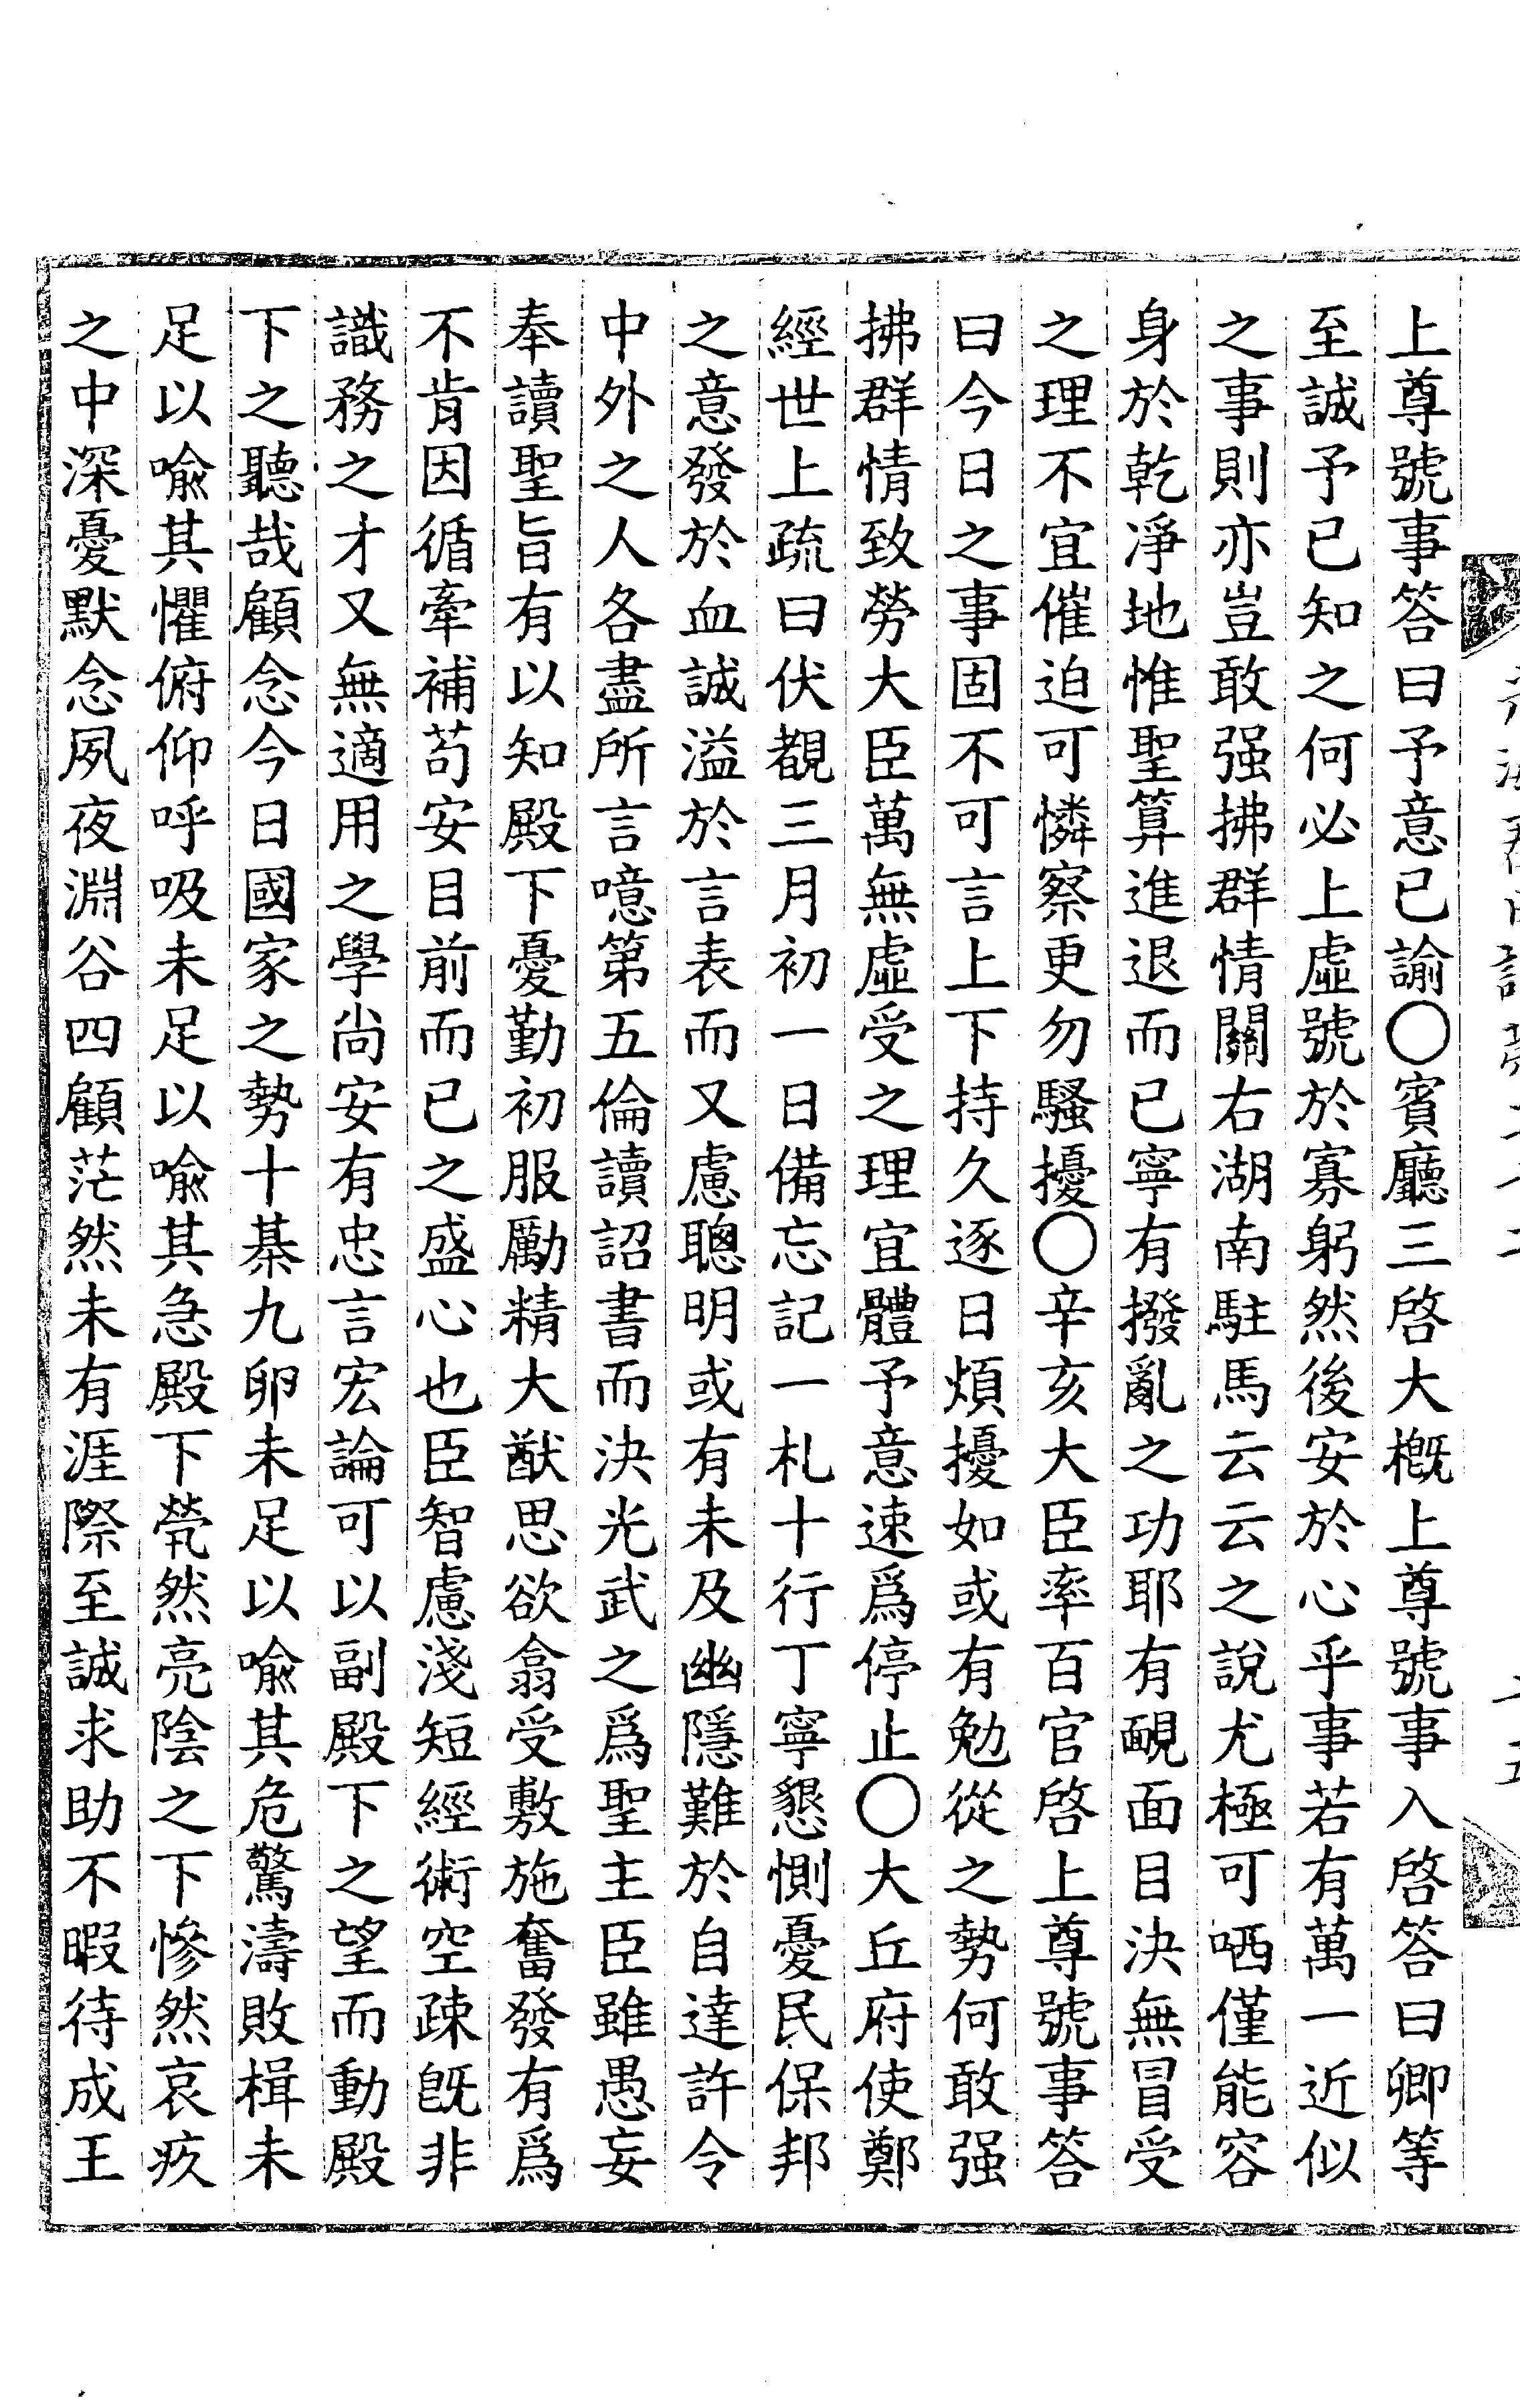 上尊號事答曰予意已諭〇賓廳三啓大槪上尊號事入啓答曰卿等
至誠予已知之何必上虛號於寡躬然後安於心乎事若有萬一近似
之事則亦豈敢强拂群情關右湖南駐馬云云之說尤極可哂僅能容
身於乾淨地惟聖算進退而已寧有撥亂之功耶有靦面目決無冒受
之理不宜催迫可憐察更勿騷擾〇辛亥大臣率百官啓上尊號事答
曰今日之事固不可言上下持久逐日煩擾如或有勉從之勢何敢强
拂群情致勞大臣萬無虛受之理宜體予意速爲停止〇大丘府使鄭
經世上疏曰伏覩三月初一日備忘記一札十行丁寧懇惻憂民保邦
之意發於血誠溢於言表而又慮聰明或有未及幽隱難於自達許令
中外之人各盡所言噫第五倫讀詔書而決光武之爲聖主臣雖愚妄
奉讀聖旨有以知殿下憂勤初服勵精大猷思欲翕受敷施奮發有爲
不肯因循牽補苟安目前而已之盛心也臣智慮淺短經術空疎旣非
識務之才又無適用之學尙安有忠言宏論可以副殿下之望而動殿
下之聽哉顧念今日國家之勢十棊九卵未足以喩其危驚濤敗楫未
足以喩其懼俯仰呼吸未足以喩其急殿下煢然亮陰之下慘然哀疚
之中深憂默念夙夜淵谷四顧茫然未有涯際至誠求助不暇待成王